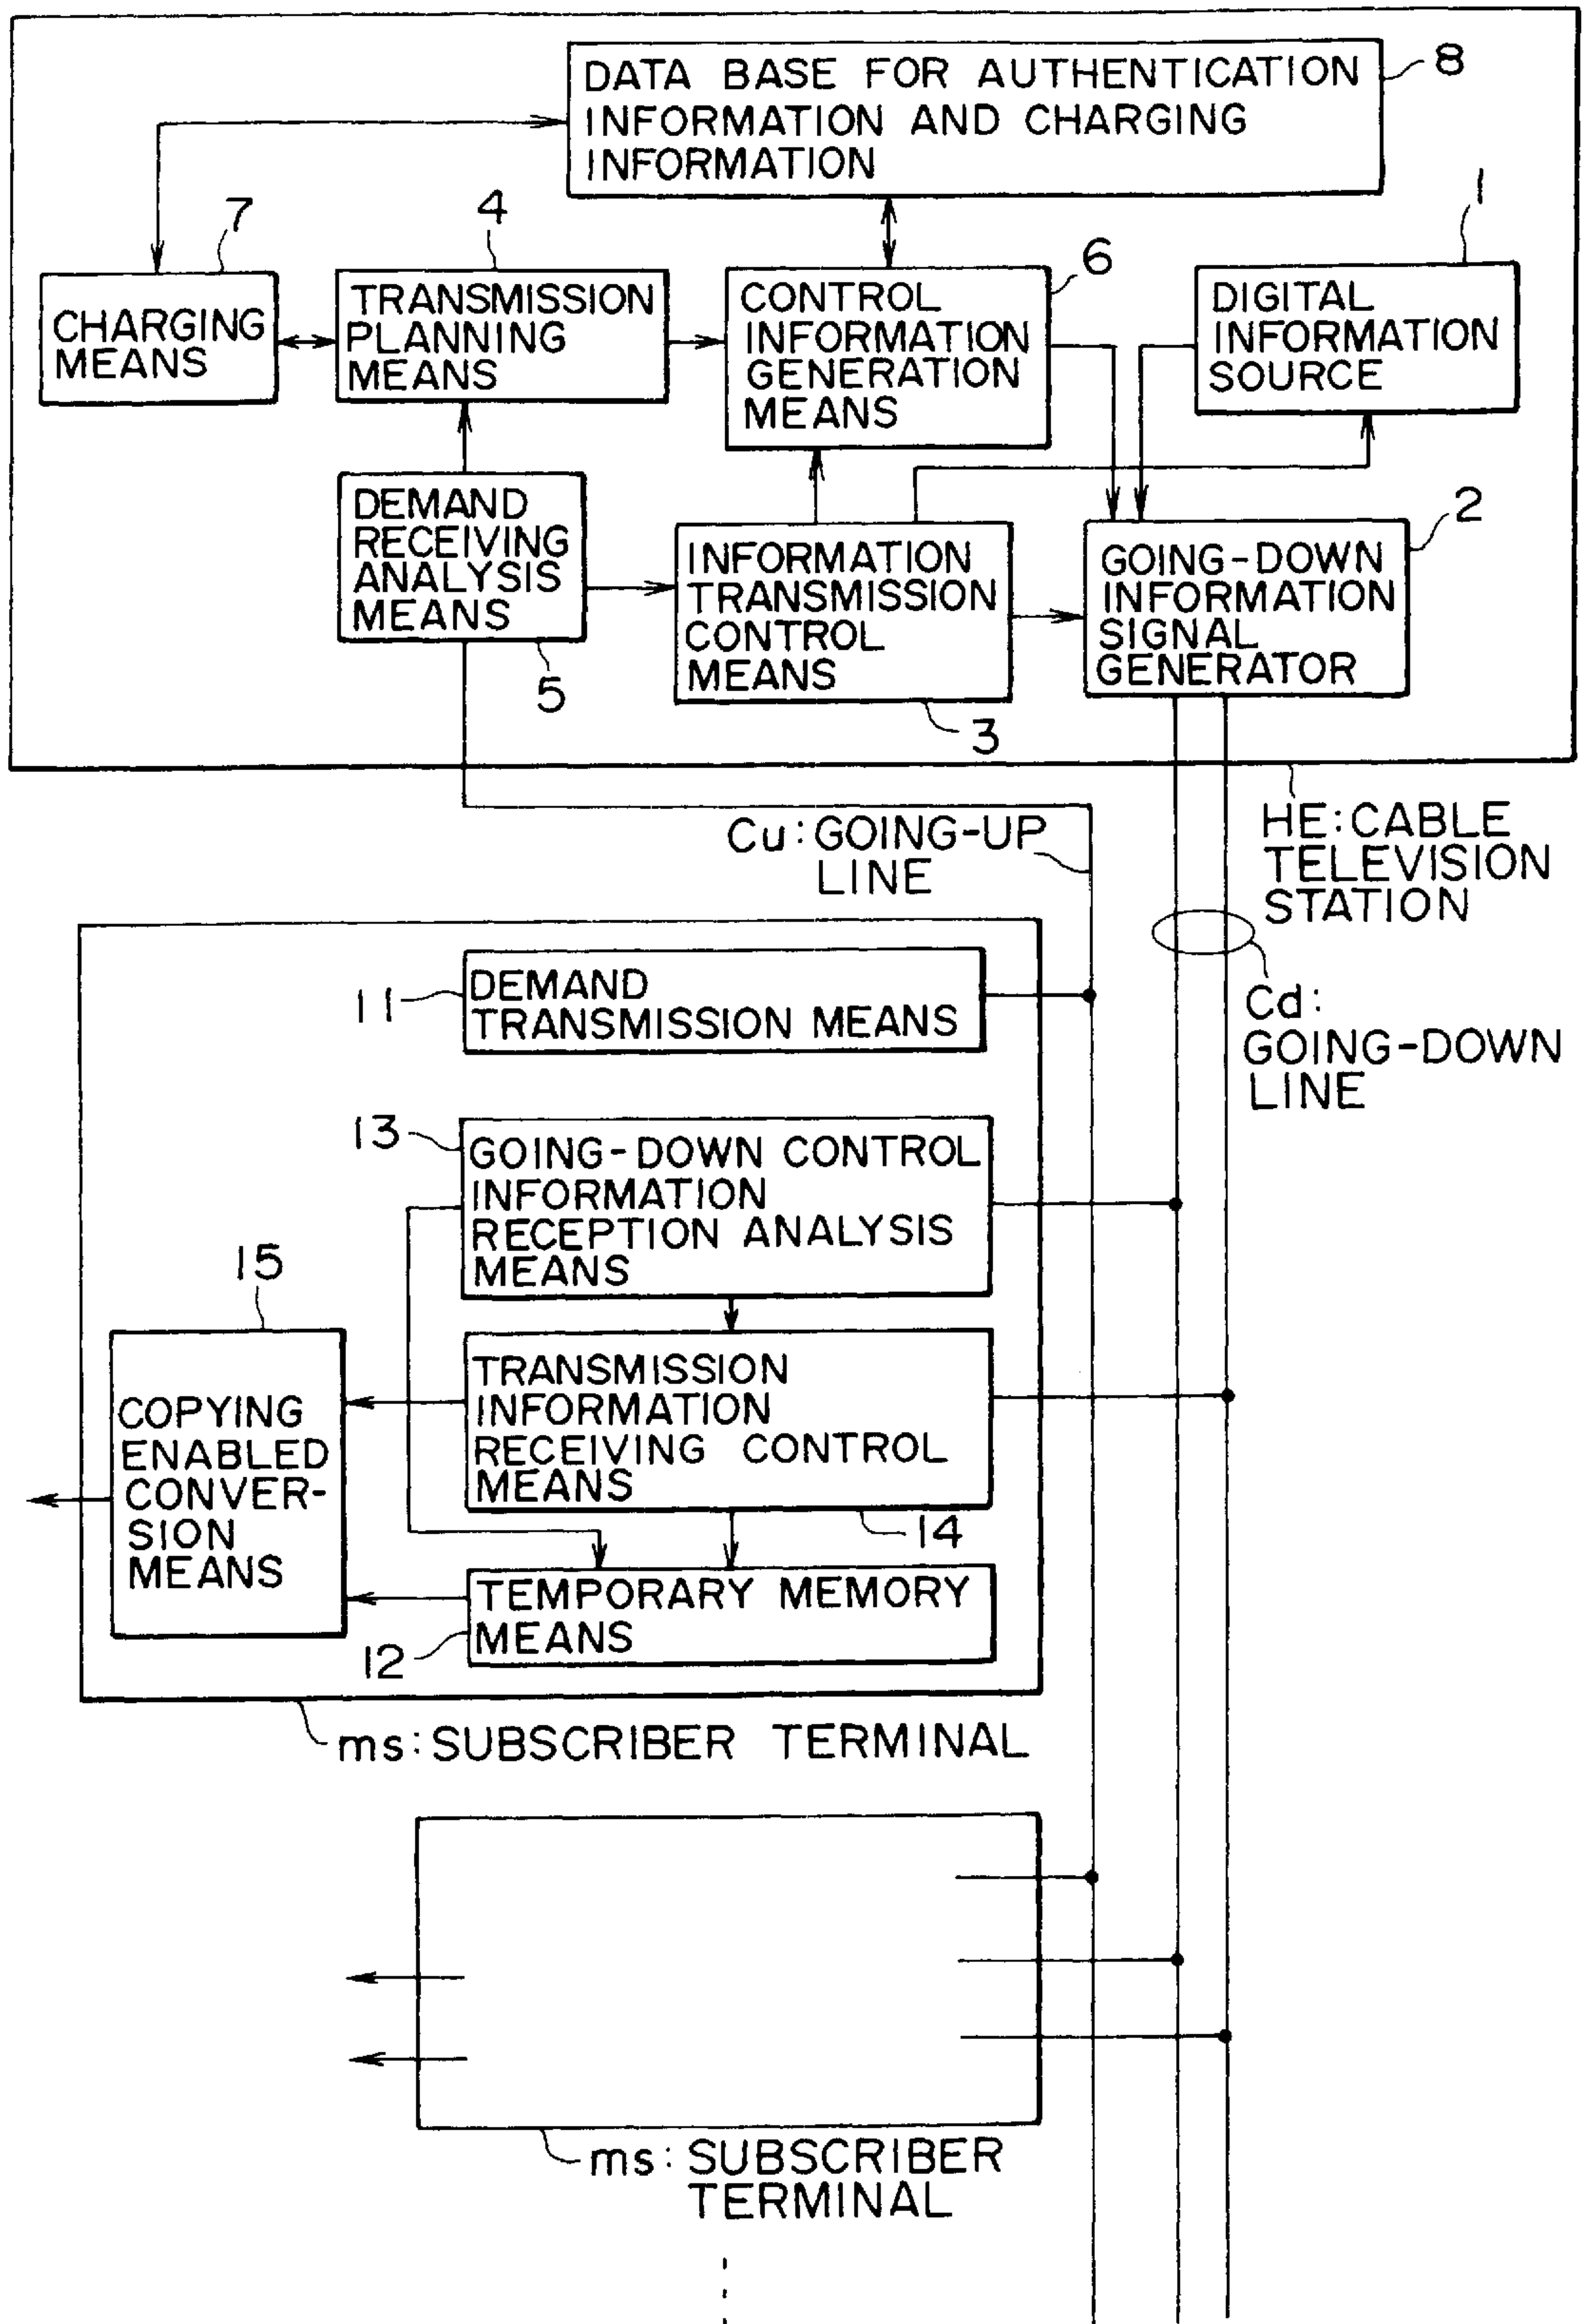 DATA BASE FOR AUTHENTICATION
INFORMATION AND CHARGING
INFORMATION
8
7
4
6
1
CHARGING
MEANS
TRANSMISSION
PLANNING
MEANS
CONTROL
INFORMATION
GENERATION
MEANS
DIGITAL
INFORMATION
SOURCE
DEMAND
RECEIVING
ANALYSIS
MEANS
5
INFORMATION
TRANSMISSION
CONTROL
MEANS
3
GOING-DOWN
INFORMATION
SIGNAL
GENERATOR
2
HE:CABLE
TELEVISION
STATION
Cu:GOING-UP
LINE
Cd:
GOING-DOWN
LINE
11
DEMAND
TRANSMISSION MEANS
13
GOING-DOWN CONTROL
INFORMATION
RECEPTION ANALYSIS
MEANS
15
COPYING
ENABLED
CONVER-
SION
MEANS
TRANSMISSION
INFORMATION
RECEIVING CONTROL
MEANS
14
TEMPORARY MEMORY
MEANS
12
ms:SUBSCRIBER TERMINAL
ms:SUBSCRIBER
TERMINAL